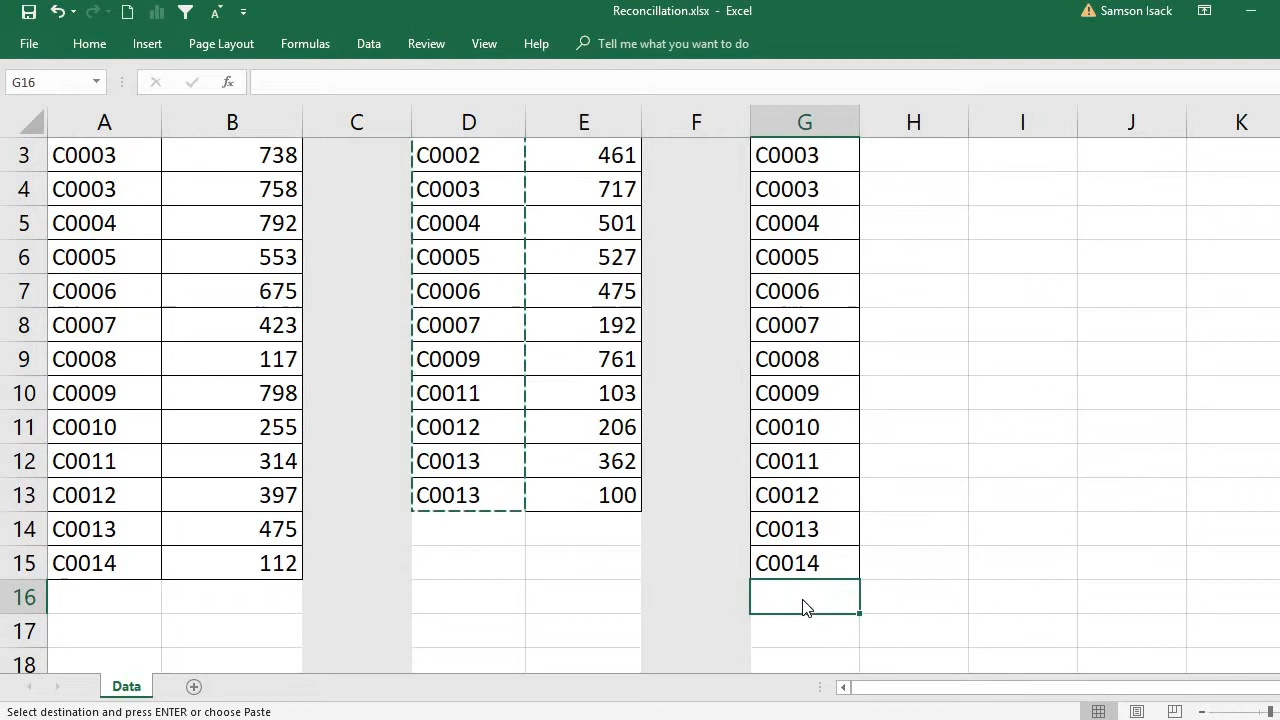 Reconcillation.xlsx - Excel
Samson Isack
File Home Insert Page Layout Formulas Data Review View Help Tell me what you want to do
G16 fx
A B C D E F G H I J K
3 C0003 738 C0002 461 C0003
4 C0003 758 C0003 717 C0003
5 C0004 792 C0004 501 C0004
6 C0005 553 C0005 527 C0005
7 C0006 675 C0006 475 C0006
8 C0007 423 C0007 192 C0007
9 C0008 117 C0009 761 C0008
10 C0009 798 C0011 103 C0009
11 C0010 255 C0012 206 C0010
12 C0011 314 C0013 362 C0011
13 C0012 397 C0013 100 C0012
14 C0013 475 C0013
15 C0014 112 C0014
16
17
18
Data
Select destination and press ENTER or choose Paste